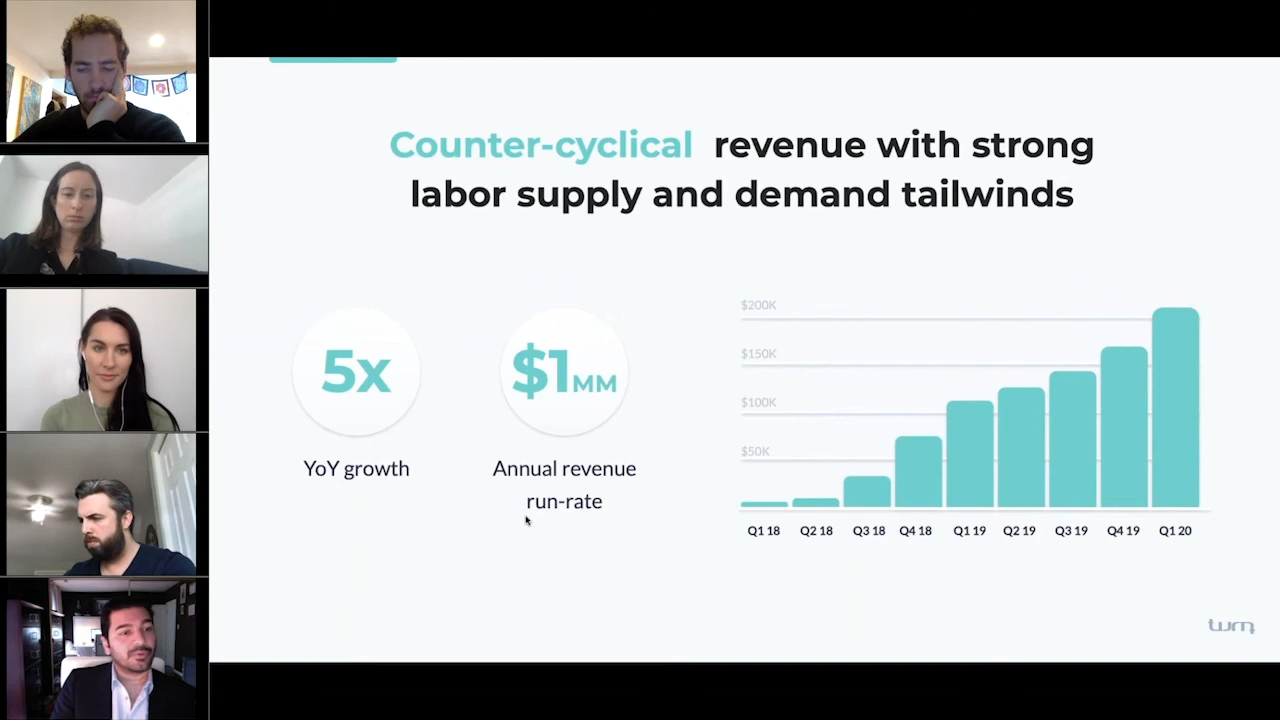 Counter-cyclical revenue with strong
labor supply and demand tailwinds
5x
YoY growth
$1MM
Annual revenue
run-rate
$200K
$150K
$100K
$50K
Q1 18 Q2 18 Q3 18 Q4 18 Q1 19 Q2 19 Q3 19 Q4 19 Q1 20